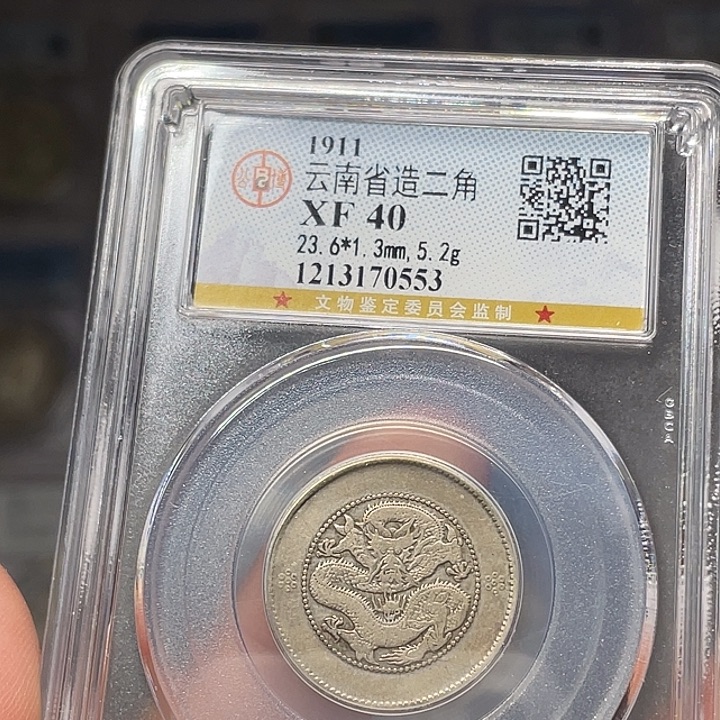 1911
云南省造二角
XF 40
23.6*1.3mm,5.2g
1213170553
文物鉴定委员会监制
GBCA